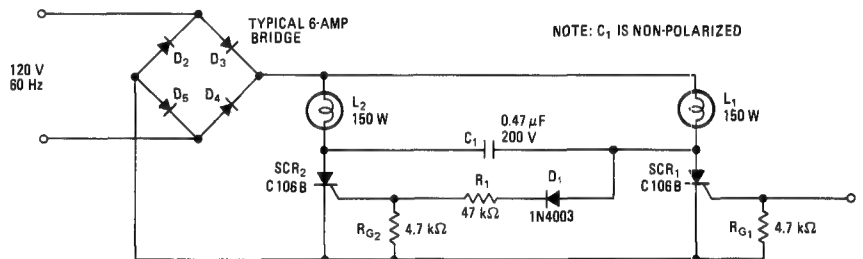 TYPICAL 6-AMP
BRIDGE
NOTE: C1 IS NON-POLARIZED
D2
D3
120 V
60 Hz
D5
D4
L2
150 W
0.47 μF
200 V
C1
L1
150 W
SCR2
C106B
R1
47 kΩ
D1
1N4003
SCR1
C106B
RG2
4.7 kΩ
RG1
4.7 kΩ